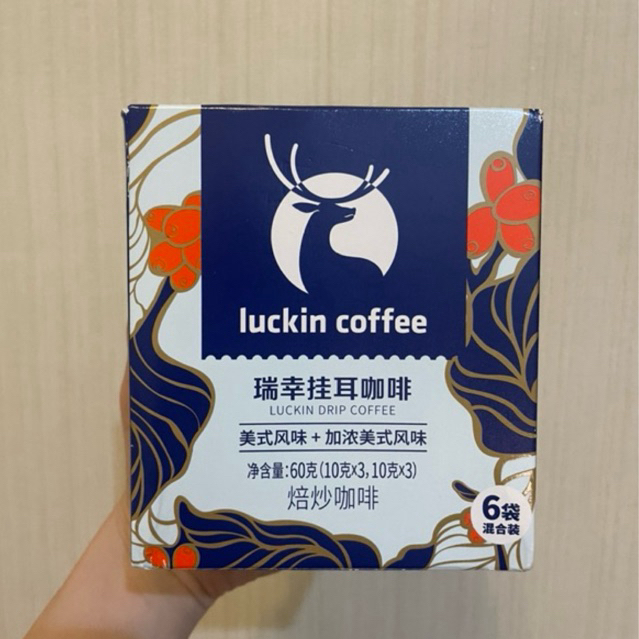 luckin coffee
瑞幸挂耳咖啡
LUCKIN DRIP COFFEE
美式风味 + 加浓美式风味
净含量:60克(10克×3,10克×3)
焙炒咖啡
6袋
混合装